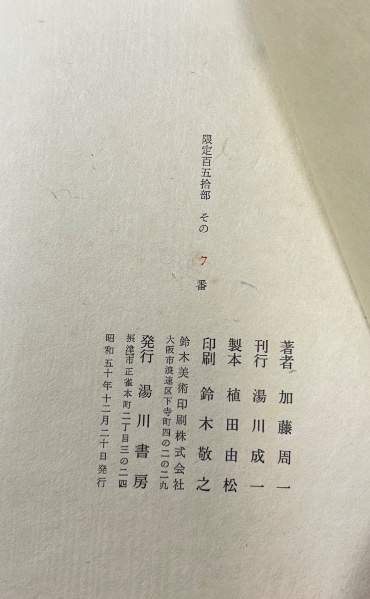 限定百五拾部 その 7 番
著者 加藤周一
刊行 湯川成一
製本 植田由松
印刷 鈴木敬之
鈴木美術印刷株式会社
大阪市浪速区下寺町四の二の二九
発行 湯川書房
摂津市正雀本町二丁目三の二四
昭和五十年十二月二十日発行